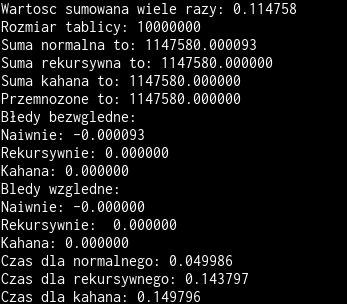 Wartosc sumowana wiele razy: 0.114758
Rozmiar tablicy: 10000000
Suma normalna to: 1147580.000093
Suma rekursywna to: 1147580.000000
Suma kahana to: 1147580.000000
Przemnozone to: 1147580.000000
Błedy bezwgledne:
Naiwnie: -0.000093
Rekursywnie: 0.000000
Kahana: 0.000000
Bledy wzgledne:
Naiwnie: -0.000000
Rekursywnie:  0.000000
Kahana: 0.000000
Czas dla normalnego: 0.049986
Czas dla rekursywnego: 0.143797
Czas dla kahana: 0.149796